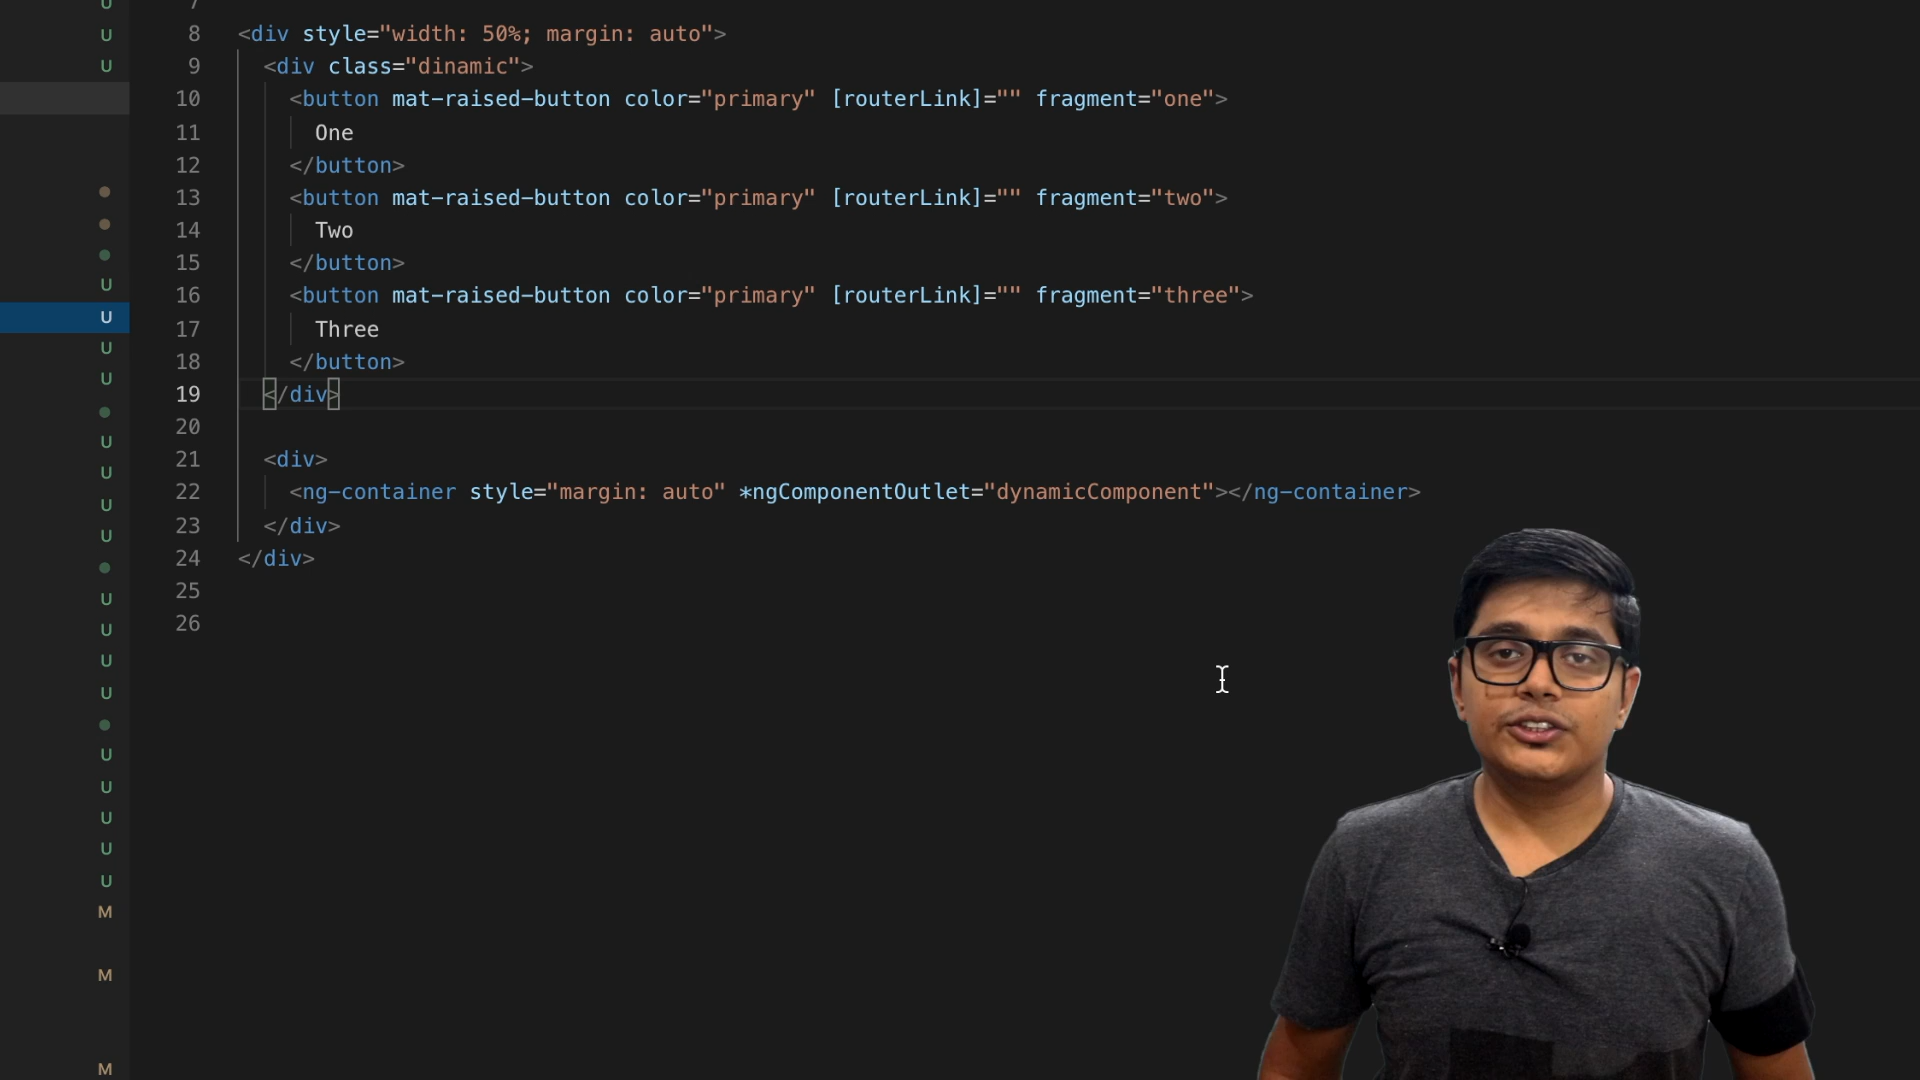 U
7
U
8 <div style="width: 50%; margin: auto">
U
9 <div class="dinamic">
10 <button mat-raised-button color="primary" [routerLink]="" fragment="one">
11 One
12 </button>
13 <button mat-raised-button color="primary" [routerLink]="" fragment="two">
14 Two
15 </button>
U
16 <button mat-raised-button color="primary" [routerLink]="" fragment="three">
U
17 Three
U
18 </button>
U
19 </div>
20
U
21 <div>
U
22 <ng-container style="margin: auto" *ngComponentOutlet="dynamicComponent"></ng-container>
U
23 </div>
U
24 </div>
25
U
26
U
U
U
U
U
U
U
U
M
M
M